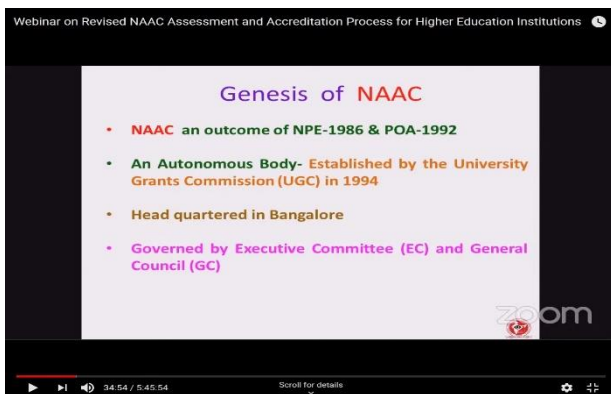 Webinar on Revised NAAC Assessment and Accreditation Process for Higher Education Institutions
Genesis of NAAC
• NAAC an outcome of NPE-1986 & POA-1992
• An Autonomous Body- Established by the University
Grants Commission (UGC) in 1994
• Head quartered in Bangalore
• Governed by Executive Committee (EC) and General
Council (GC)
zoom
34:54 / 5:45:54
Scroll for details